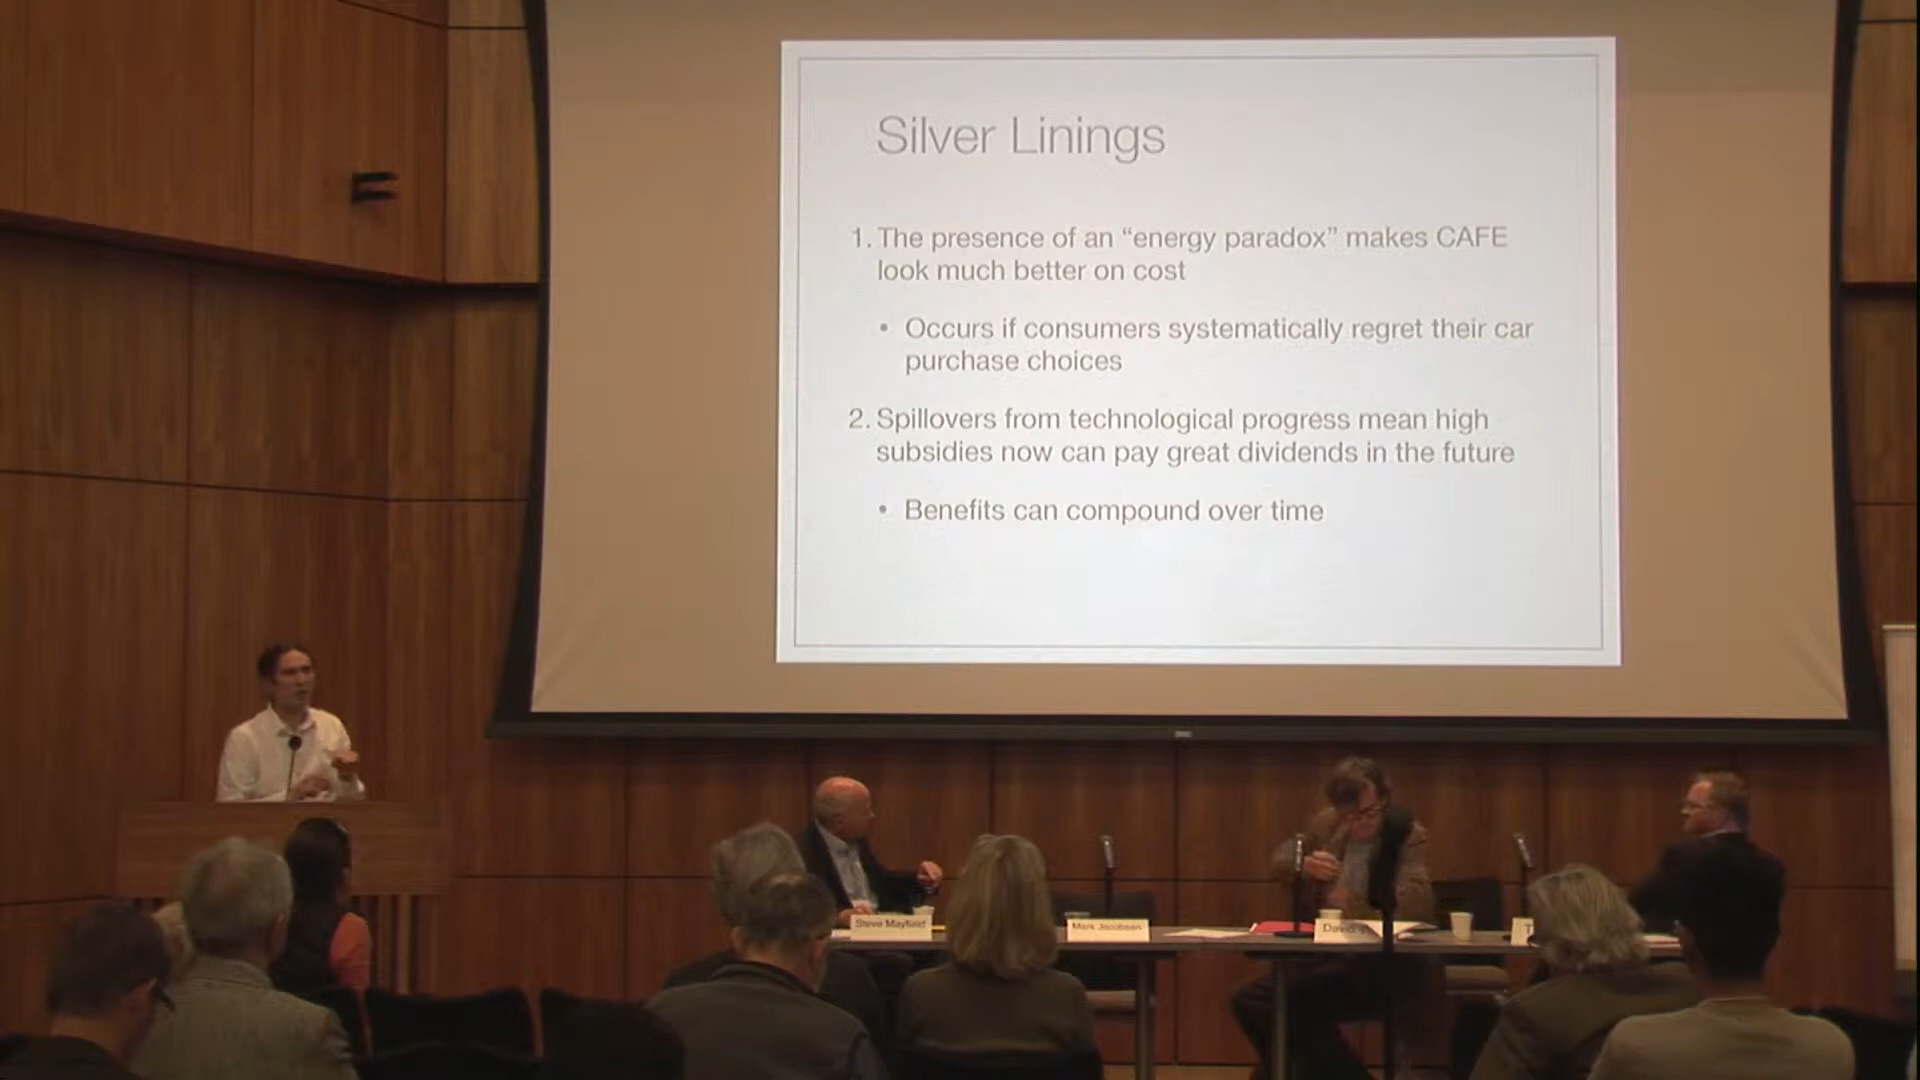 Silver Linings
1. The presence of an “energy paradox” makes CAFE
look much better on cost
• Occurs if consumers systematically regret their car
purchase choices
2. Spillovers from technological progress mean high
subsidies now can pay great dividends in the future
• Benefits can compound over time
Steve Mayfield
Mark Jacobsen
David